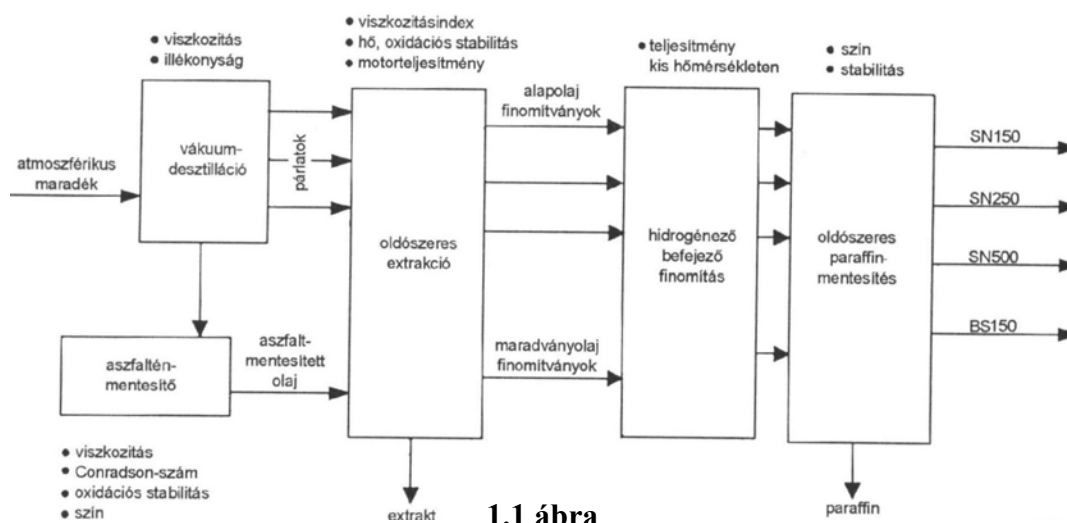 • viszkozitás
• illékonyság
• viszkozitásindex
• hő, oxidációs stabilitás
• motorteljesítmény
• teljesítmény
kis hőmérsékleten
• szín
• stabilitás
atmoszférikus
maradék
vákuum-
desztilláció
párlatok
oldószeres
extrakció
alapolaj
finomítványok
hidrogénező
befejező
finomítás
oldószeres
paraffin-
mentesítés
SN150
SN250
SN500
BS150
aszfaltén-
mentesítő
aszfalt-
mentesített
olaj
maradványolaj
finomítványok
• viszkozitás
• Conradson-szám
• oxidációs stabilitás
• szín
extrakt
paraffin
1.1 ábra